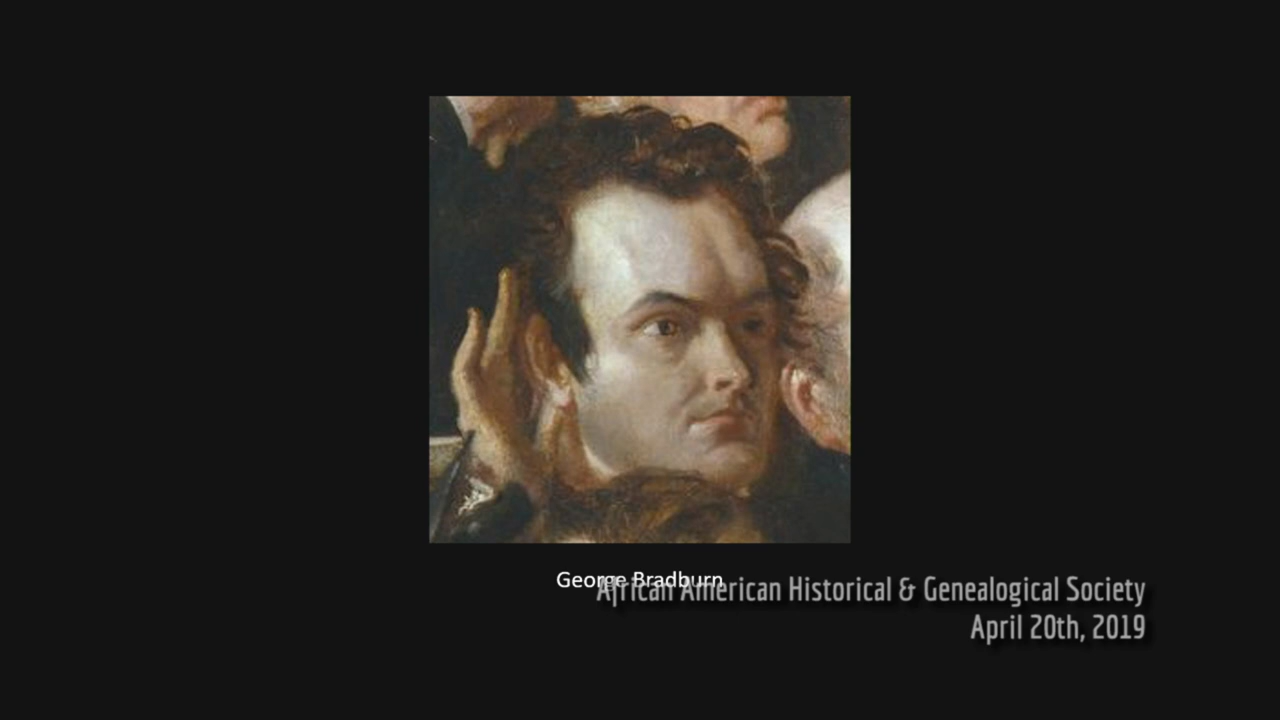 George Bradburn
African American Historical & Genealogical Society
April 20th, 2019